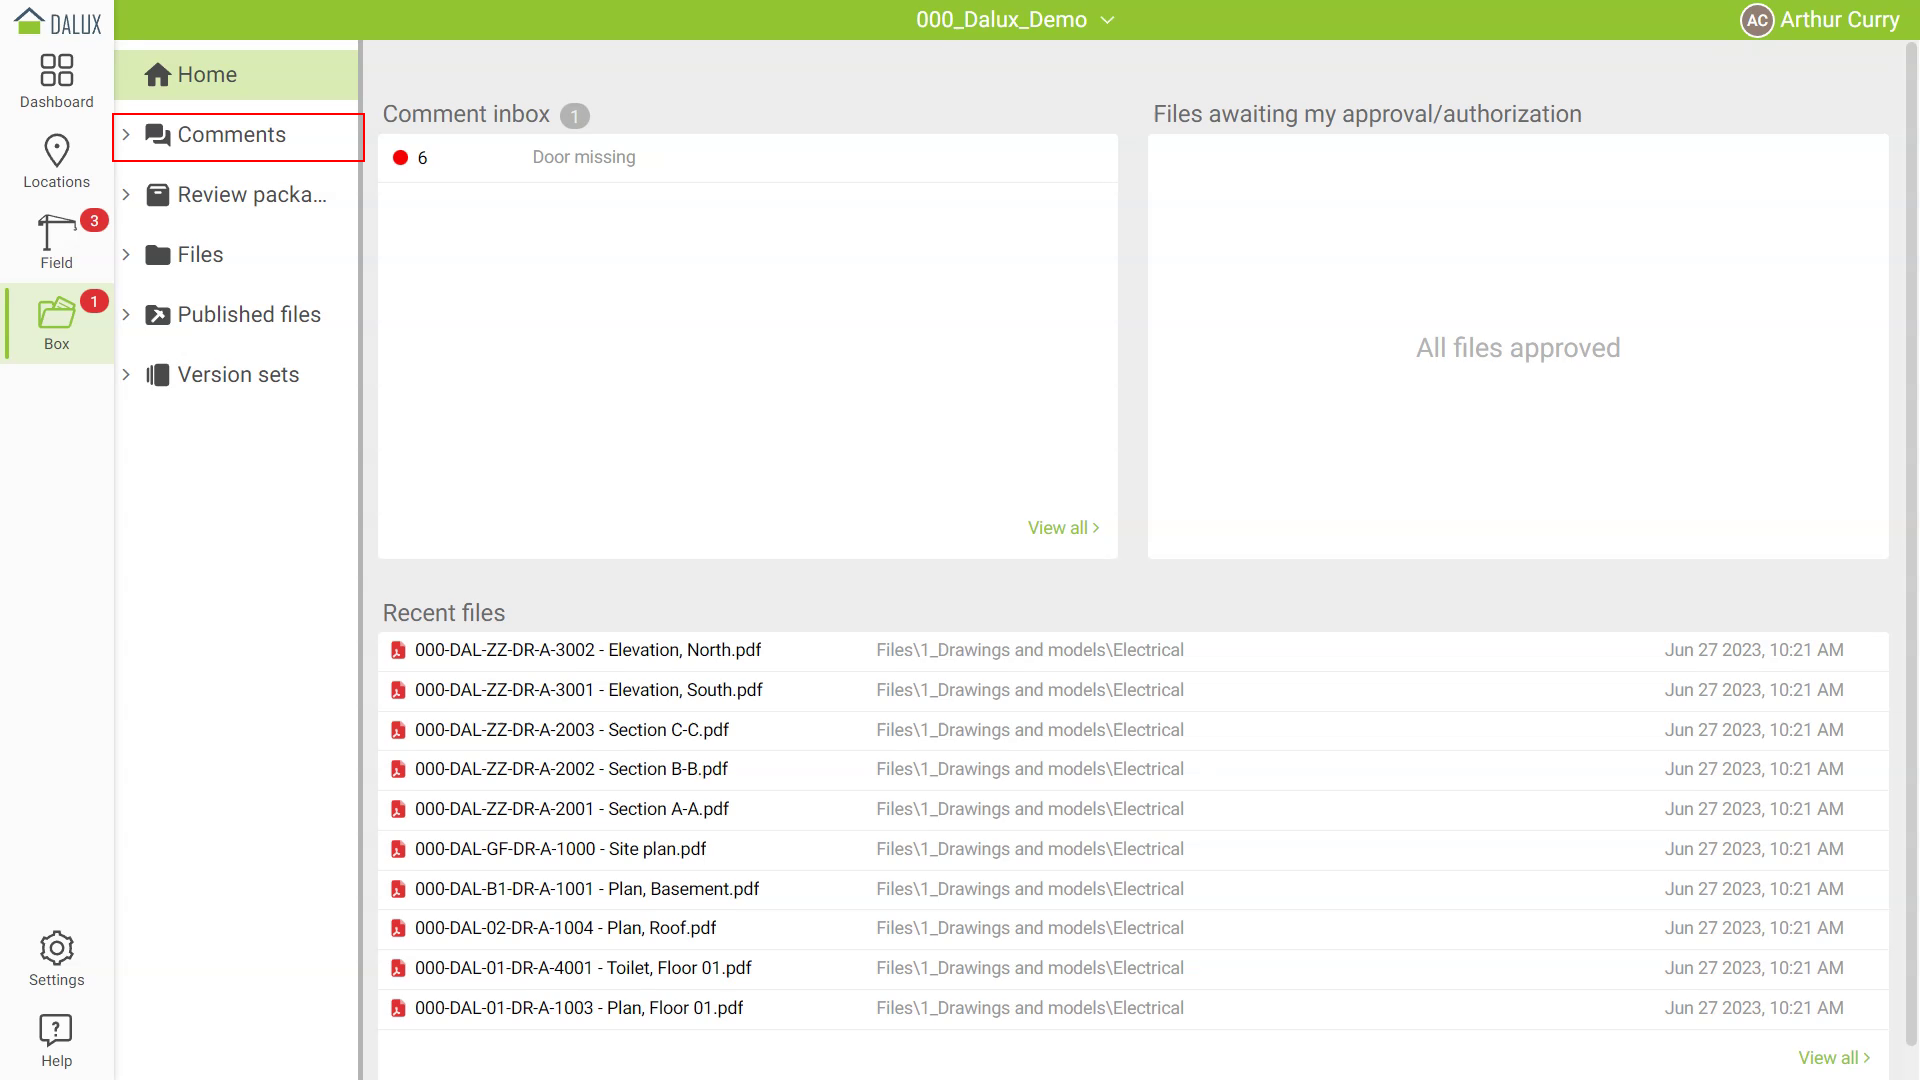 DALUX
000_Dalux_Demo
AC Arthur Curry
Dashboard
Locations
3
Field
1
Box
Settings
?
Help
Home
Comments
Review packa...
Files
Published files
Version sets
Comment inbox 1
6 Door missing
View all >
Files awaiting my approval/authorization
All files approved
Recent files
000-DAL-ZZ-DR-A-3002 - Elevation, North.pdf Files\1_Drawings and models\Electrical Jun 27 2023, 10:21 AM
000-DAL-ZZ-DR-A-3001 - Elevation, South.pdf Files\1_Drawings and models\Electrical Jun 27 2023, 10:21 AM
000-DAL-ZZ-DR-A-2003 - Section C-C.pdf Files\1_Drawings and models\Electrical Jun 27 2023, 10:21 AM
000-DAL-ZZ-DR-A-2002 - Section B-B.pdf Files\1_Drawings and models\Electrical Jun 27 2023, 10:21 AM
000-DAL-ZZ-DR-A-2001 - Section A-A.pdf Files\1_Drawings and models\Electrical Jun 27 2023, 10:21 AM
000-DAL-GF-DR-A-1000 - Site plan.pdf Files\1_Drawings and models\Electrical Jun 27 2023, 10:21 AM
000-DAL-B1-DR-A-1001 - Plan, Basement.pdf Files\1_Drawings and models\Electrical Jun 27 2023, 10:21 AM
000-DAL-02-DR-A-1004 - Plan, Roof.pdf Files\1_Drawings and models\Electrical Jun 27 2023, 10:21 AM
000-DAL-01-DR-A-4001 - Toilet, Floor 01.pdf Files\1_Drawings and models\Electrical Jun 27 2023, 10:21 AM
000-DAL-01-DR-A-1003 - Plan, Floor 01.pdf Files\1_Drawings and models\Electrical Jun 27 2023, 10:21 AM
View all >